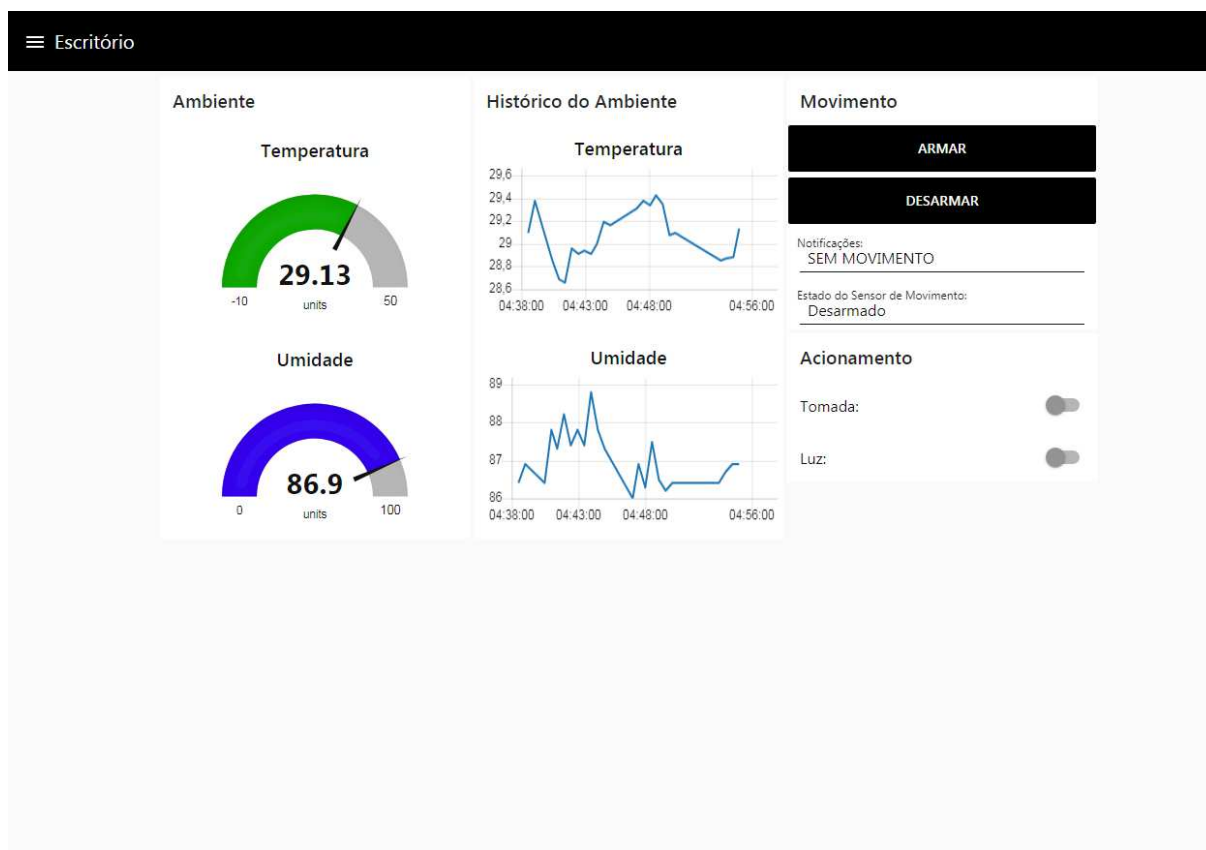 Escritório
Ambiente
Temperatura
29.13
-10
units
50
Umidade
86.9
0
units
100
Histórico do Ambiente
Temperatura
29,6
29,4
29,2
29
28,8
28,6
04:38:00 04:43:00 04:48:00 04:56:00
Umidade
89
88
87
86
04:38:00 04:43:00 04:48:00 04:56:00
Movimento
ARMAR
DESARMAR
Notificações:
SEM MOVIMENTO
Estado do Sensor de Movimento:
Desarmado
Acionamento
Tomada:
Luz: